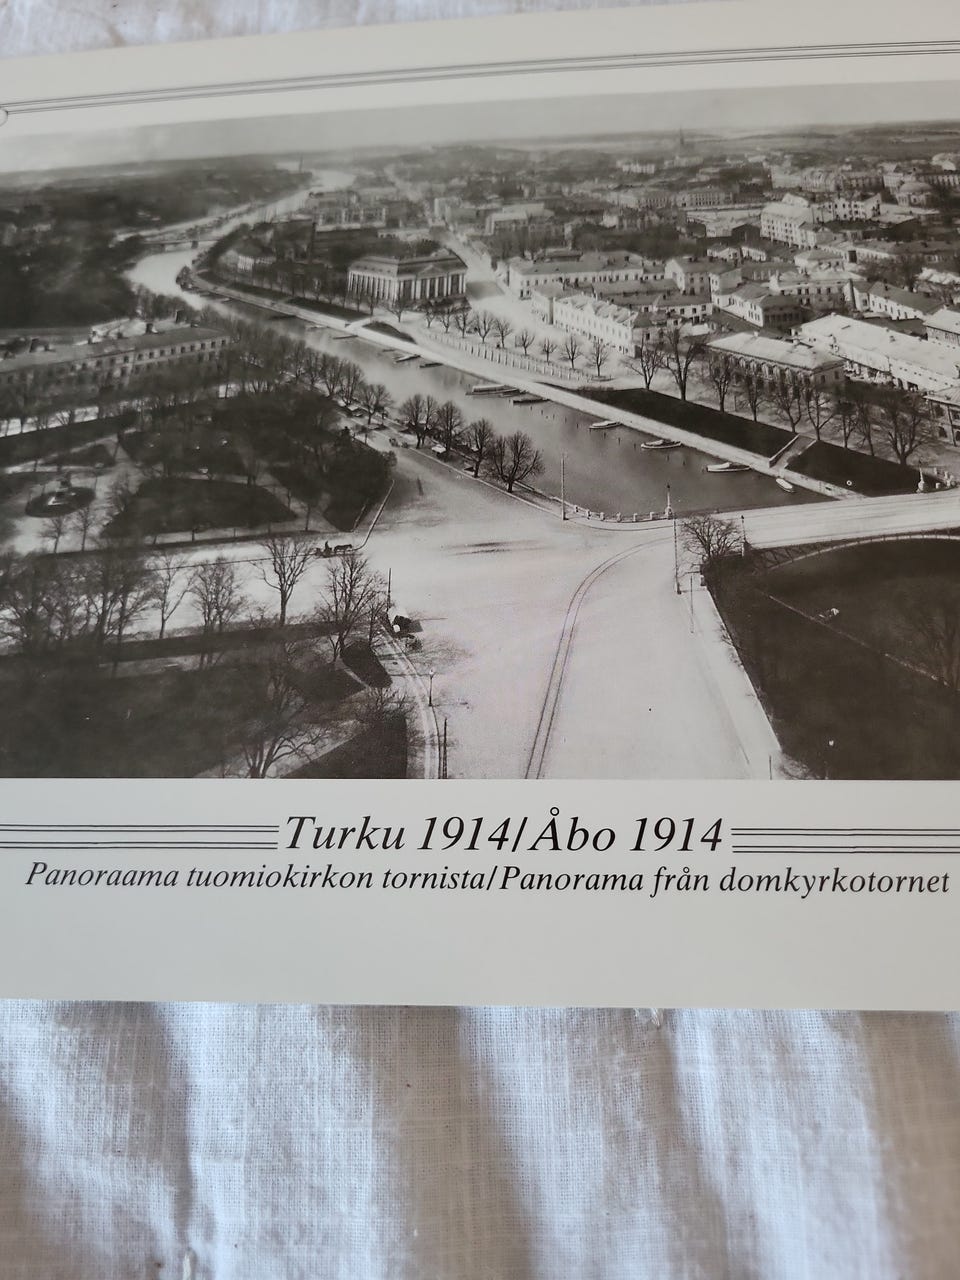 Turku 1914/Åbo 1914
Panoraama tuomiokirkon tornista/Panorama från domkyrkotornet